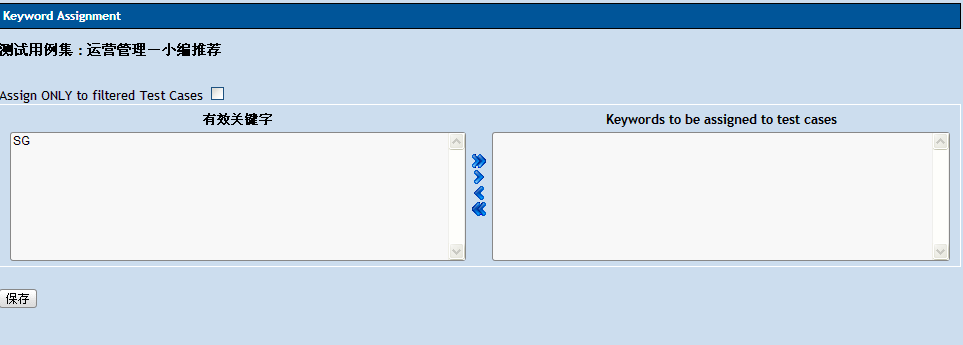 Keyword Assignment
测试用例集 : 运营管理－小编推荐
Assign ONLY to filtered Test Cases
有效关键字
Keywords to be assigned to test cases
SG
保存